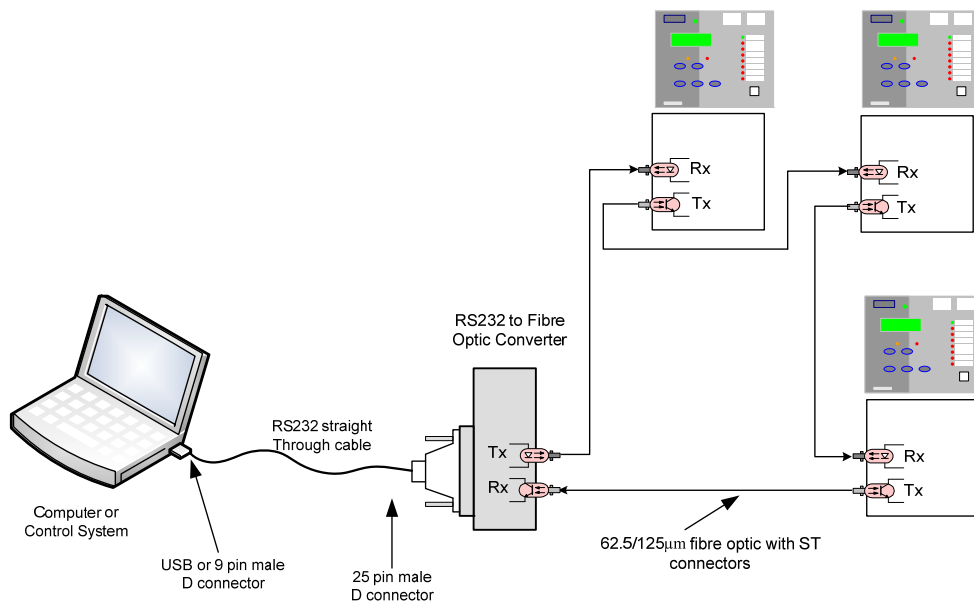 Rx
Tx
Rx
Tx
RS232 to Fibre
Optic Converter
RS232 straight
Through cable
Tx
Rx
Rx
Tx
Computer or
Control System
USB or 9 pin male
D connector
25 pin male
D connector
62.5/125μm fibre optic with ST
connectors